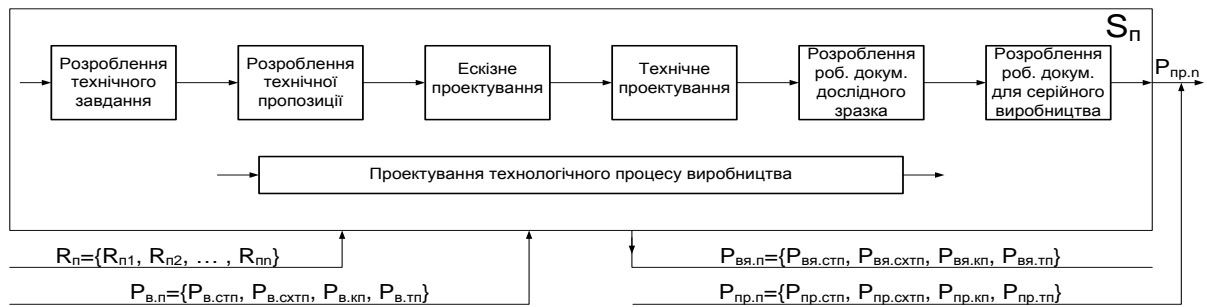 Sп
Розроблення
технічного
завдання
Розроблення
технічної
пропозиції
Ескізне
проектування
Технічне
проектування
Розроблення
роб. докум.
дослідного
зразка
Розроблення
роб. докум.
для серійного
виробництва
Pпр.п
Проектування технологічного процесу виробництва
Rп={Rп1, Rп2, ... , Rпп}
Pвя.п={Pвя.стп, Pвя.схтп, Pвя.кп, Pвя.тп}
Pв.п={Pв.стп, Pв.схтп, Pв.кп, Pв.тп}
Pпр.п={Pпр.стп, Pпр.схтп, Pпр.кп, Pпр.тп}